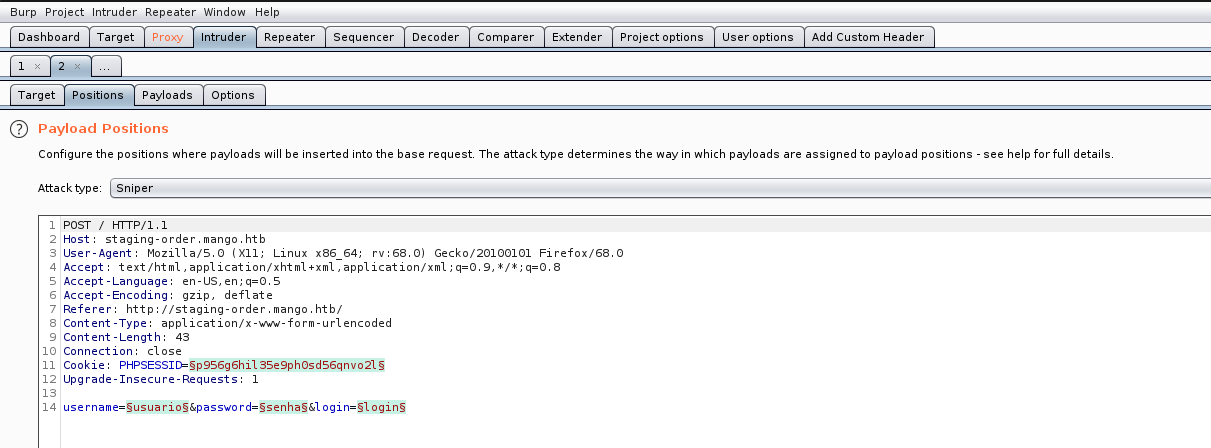 Burp Project Intruder Repeater Window Help
Dashboard Target Proxy Intruder Repeater Sequencer Decoder Comparer Extender Project options User options Add Custom Header
1 × 2 × ...
Target Positions Payloads Options
? Payload Positions
Configure the positions where payloads will be inserted into the base request. The attack type determines the way in which payloads are assigned to payload positions - see help for full details.
Attack type: Sniper
1 POST / HTTP/1.1
2 Host: staging-order.mango.htb
3 User-Agent: Mozilla/5.0 (X11; Linux x86_64; rv:68.0) Gecko/20100101 Firefox/68.0
4 Accept: text/html,application/xhtml+xml,application/xml;q=0.9,*/*;q=0.8
5 Accept-Language: en-US,en;q=0.5
6 Accept-Encoding: gzip, deflate
7 Referer: http://staging-order.mango.htb/
8 Content-Type: application/x-www-form-urlencoded
9 Content-Length: 43
10 Connection: close
11 Cookie: PHPSESSID=§p956g6hil35e9ph0sd56qnvo2l§
12 Upgrade-Insecure-Requests: 1
13
14 username=§usuario§&password=§senha§&login=§login§